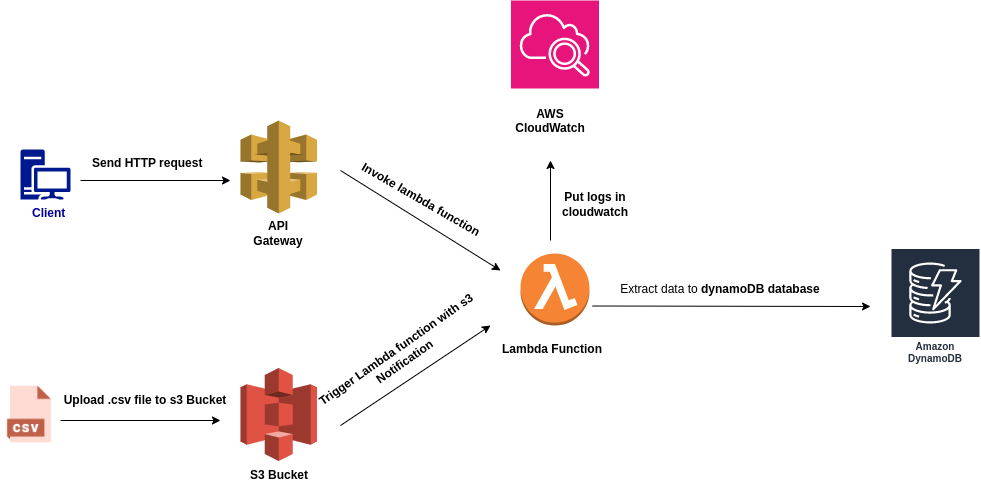 AWS
CloudWatch
Send HTTP request
Client
API
Gateway
Invoke lambda function
Put logs in
cloudwatch
Extract data to dynamoDB database
Lambda Function
Amazon
DynamoDB
Trigger Lambda function with s3
Notification
Upload .csv file to s3 Bucket
CSV
S3 Bucket